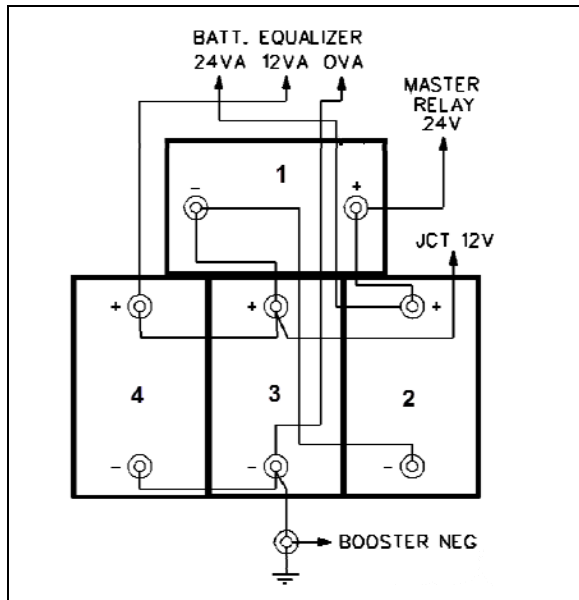 BATT. EQUALIZER
24VA 12VA 0VA
MASTER
RELAY
24V
1
- +
JCT 12V
+ + +
4 3 2
- - -
BOOSTER NEG